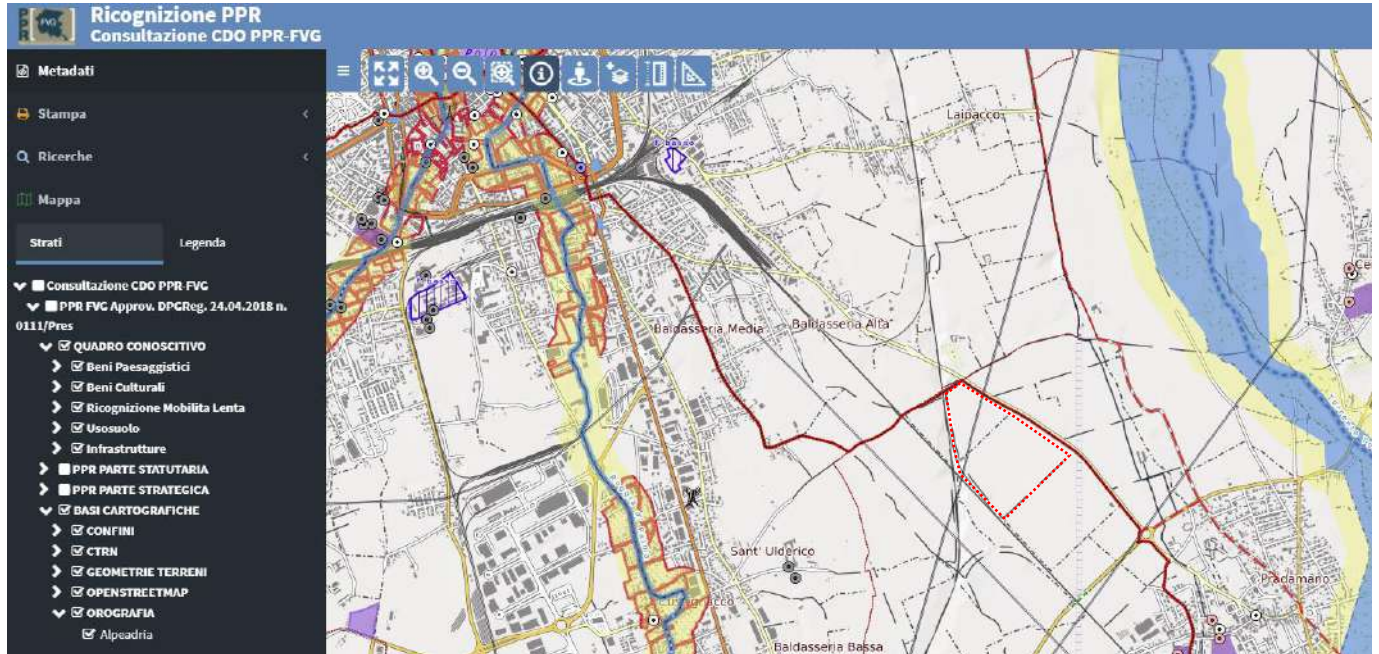 Ricognizione PPR
Consultazione CDO PPR-FVG
Metadati
Stampa
Ricerche
Mappa
Strati
Legenda
Consultazione CDO PPR-FVG
PPR FVG Approv. DPGReg. 24.04.2018 n.
0111/Pres
QUADRO CONOSCITIVO
Beni Paesaggistici
Beni Culturali
Ricognizione Mobilita Lenta
Usosuolo
Infrastrutture
PPR PARTE STATUTARIA
PPR PARTE STRATEGICA
BASI CARTOGRAFICHE
CONFINI
CTRN
GEOMETRIE TERRENI
OPENSTREETMAP
OROGRAFIA
Alpeadria
Laipacco
Baldasseria Media
Baldasseria Alta
Sant' Ulderico
Pradamano
Baldasseria Bassa